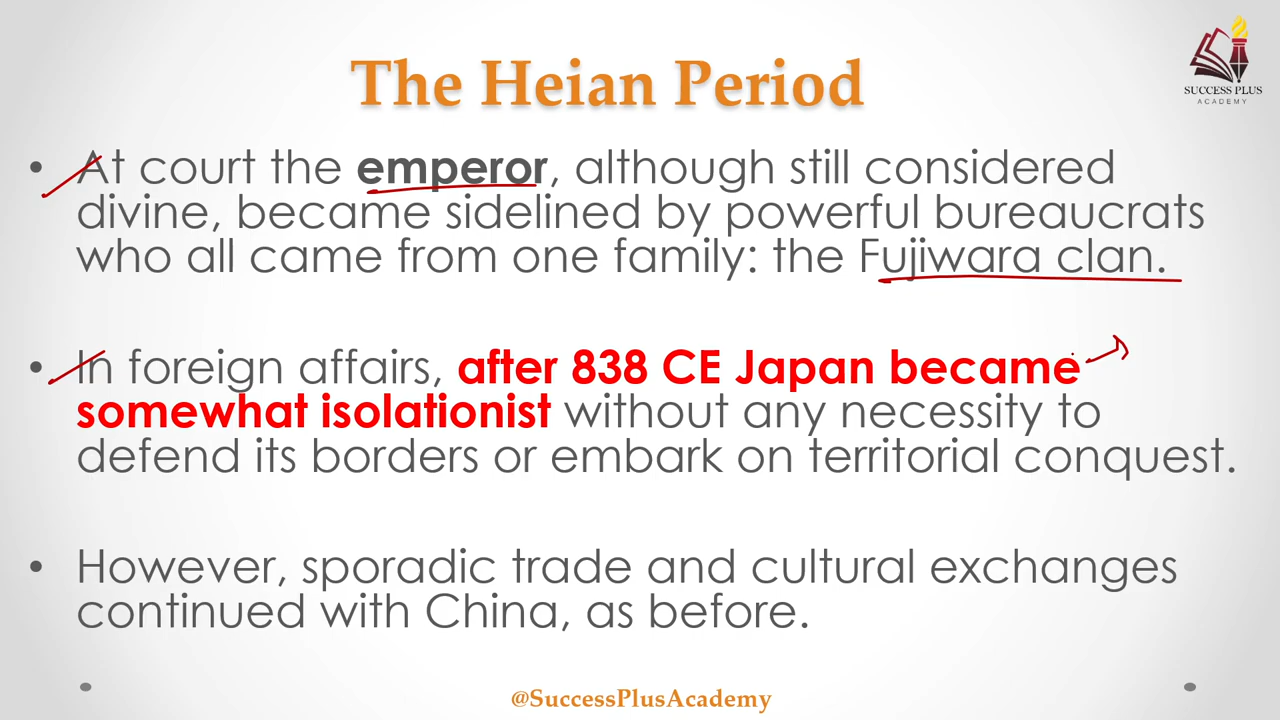 The Heian Period
SUCCESS PLUS
ACADEMY
• At court the emperor, although still considered
divine, became sidelined by powerful bureaucrats
who all came from one family: the Fujiwara clan.
• In foreign affairs, after 838 CE Japan became
somewhat isolationist without any necessity to
defend its borders or embark on territorial conquest.
• However, sporadic trade and cultural exchanges
continued with China, as before.
@SuccessPlusAcademy